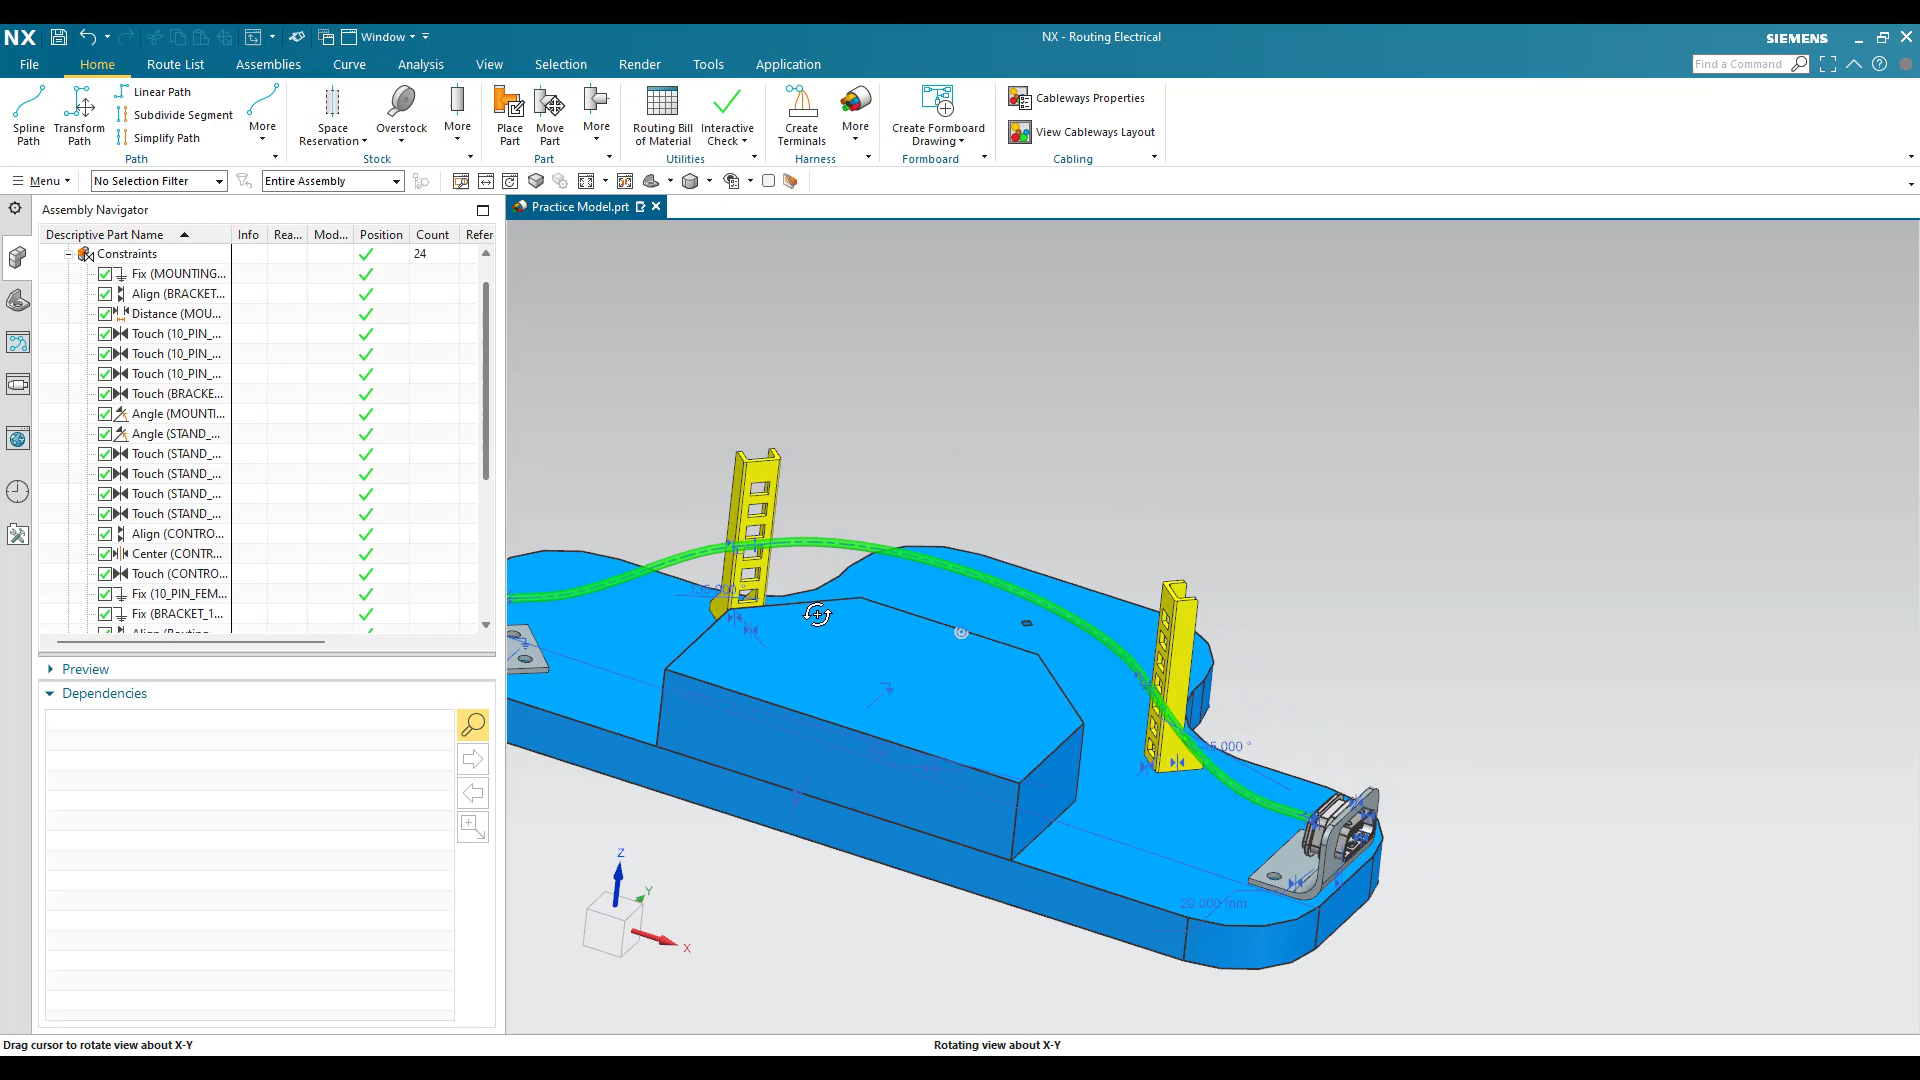 NX
Window
NX - Routing Electrical
SIEMENS
File
Home
Route List
Assemblies
Curve
Analysis
View
Selection
Render
Tools
Application
Find a Command
Spline Path
Transform Path
Linear Path
Subdivide Segment
Simplify Path
More
Path
Space Reservation
Overstock
More
Stock
Place Part
Move Part
More
Part
Routing Bill of Material
Interactive Check
Utilities
Create Terminals
More
Harness
Create Formboard Drawing
Formboard
Cableways Properties
View Cableways Layout
Cabling
Menu
No Selection Filter
Entire Assembly
Assembly Navigator
Practice Model.prt
Descriptive Part Name
Info
Rea...
Mod...
Position
Count
Refer
Constraints
24
Fix (MOUNTING...
Align (BRACKET...
Distance (MOU...
Touch (10_PIN_...
Touch (10_PIN_...
Touch (10_PIN_...
Touch (BRACKE...
Angle (MOUNTI...
Angle (STAND_...
Touch (STAND_...
Touch (STAND_...
Touch (STAND_...
Touch (STAND_...
Align (CONTRO...
Center (CONTR...
Touch (CONTRO...
Fix (10_PIN_FEM...
Fix (BRACKET_1...
Preview
Dependencies
135.000 °
20.000 mm
Z
Y
X
Drag cursor to rotate view about X-Y
Rotating view about X-Y